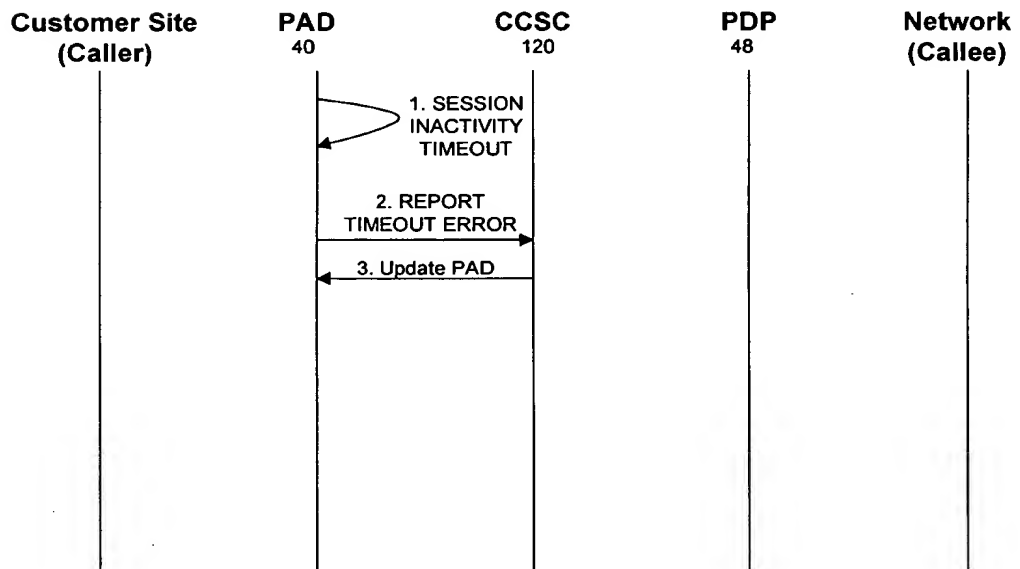 Customer Site
(Caller)
PAD
40
CCSC
120
PDP
48
Network
(Callee)
1. SESSION
INACTIVITY
TIMEOUT
2. REPORT
TIMEOUT ERROR
3. Update PAD